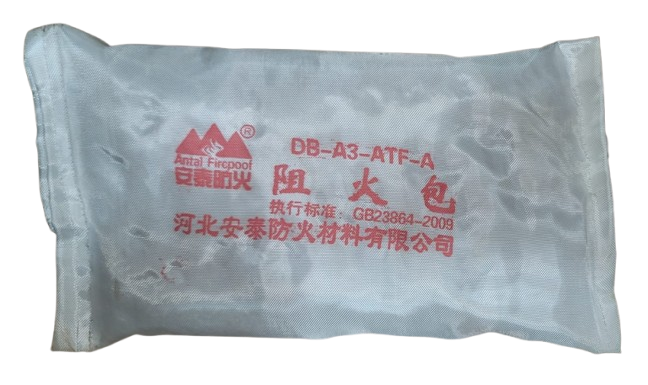 ®
DB-A3-ATF-A
Antai Firepoof
安泰防火
阻火包
执行标准：GB23864-2009
河北安泰防火材料有限公司